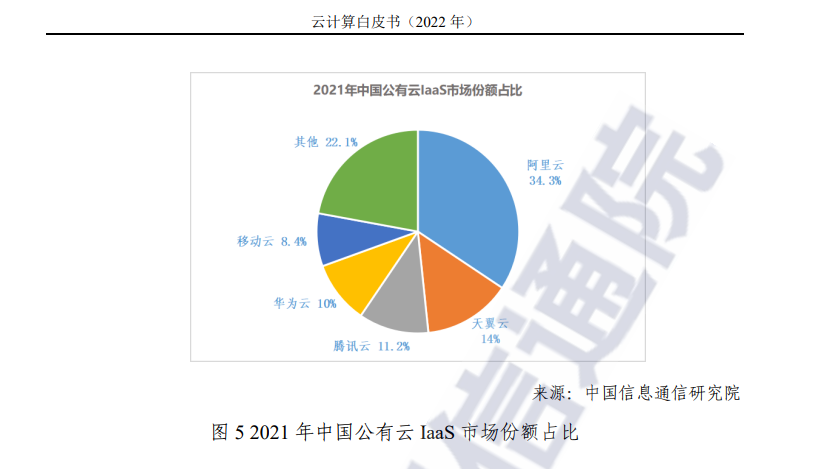 云计算白皮书（2022 年）
2021年中国公有云IaaS市场份额占比
其他 22.1%
阿里云
34.3%
移动云 8.4%
华为云 10%
天翼云
14%
腾讯云 11.2%
来源：中国信息通信研究院
图 5 2021 年中国公有云 IaaS 市场份额占比
信通院